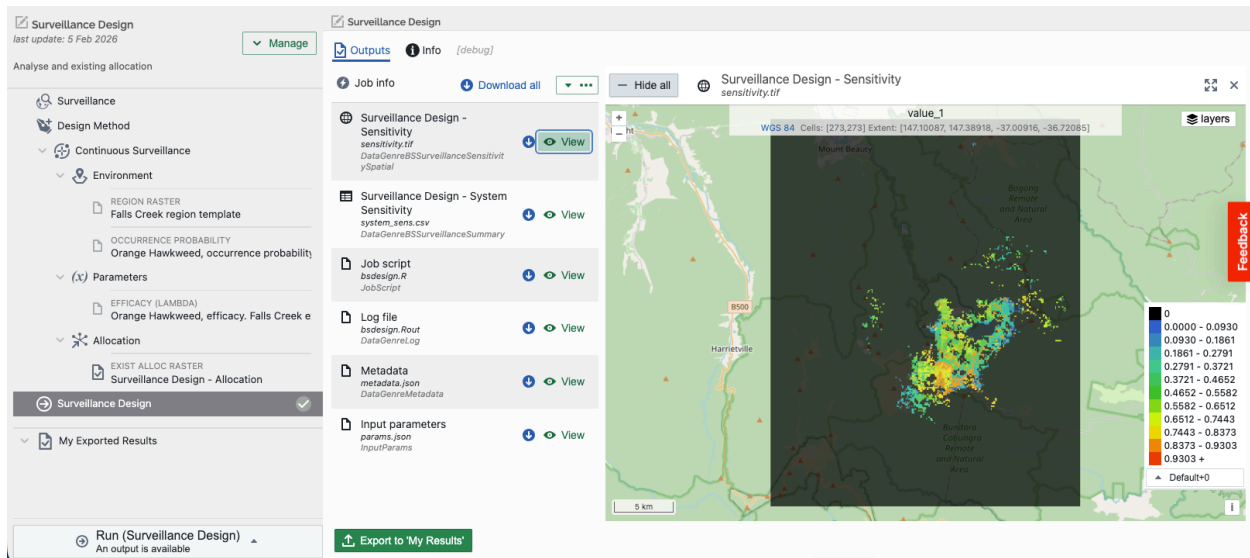 Surveillance Design
last update: 5 Feb 2026
Manage
Analyse and existing allocation
Surveillance
Design Method
Continuous Surveillance
Environment
REGION RASTER
Falls Creek region template
OCCURRENCE PROBABILITY
Orange Hawkweed, occurrence probability
(x) Parameters
EFFICACY (LAMBDA)
Orange Hawkweed, efficacy. Falls Creek e
Allocation
EXIST ALLOC RASTER
Surveillance Design - Allocation
Surveillance Design
My Exported Results
Run (Surveillance Design)
An output is available
Surveillance Design
Outputs Info [debug]
Job info Download all
Surveillance Design -
Sensitivity
sensitivity.tif
DataGenreBSSurveillanceSensitivit
ySpatial
View
Surveillance Design - System
Sensitivity
system_sens.csv
DataGenreBSSurveillanceSummary
View
Job script
bsdesign.R
JobScript
View
Log file
bsdesign.Rout
DataGenreLog
View
Metadata
metadata.json
DataGenreMetadata
View
Input parameters
params.json
InputParams
View
Export to 'My Results'
Hide all
Surveillance Design - Sensitivity
sensitivity.tif
value_1
WGS 84 Cells: [273,273] Extent: [147.10087, 147.38918, -37.00916, -36.72085]
layers
+
−
Mount Beauty
Bogong
Remote
and Natural
Area
B500
Harrietville
Bundara
Cobungra
Remote
and Natural
Area
Feedback
0
0.0000 - 0.0930
0.0930 - 0.1861
0.1861 - 0.2791
0.2791 - 0.3721
0.3721 - 0.4652
0.4652 - 0.5582
0.5582 - 0.6512
0.6512 - 0.7443
0.7443 - 0.8373
0.8373 - 0.9303
0.9303 +
Default+0
5 km
i